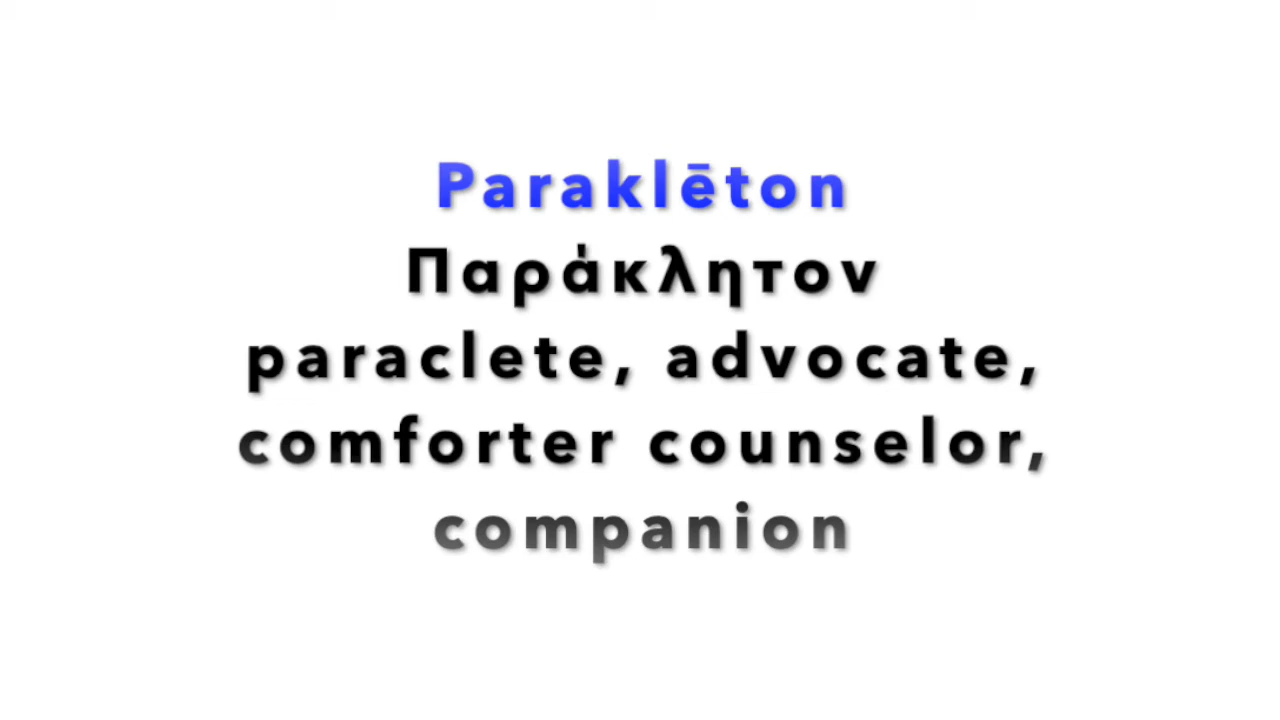 Paraklēton
Παράκλητον
paraclete, advocate,
comforter counselor,
companion